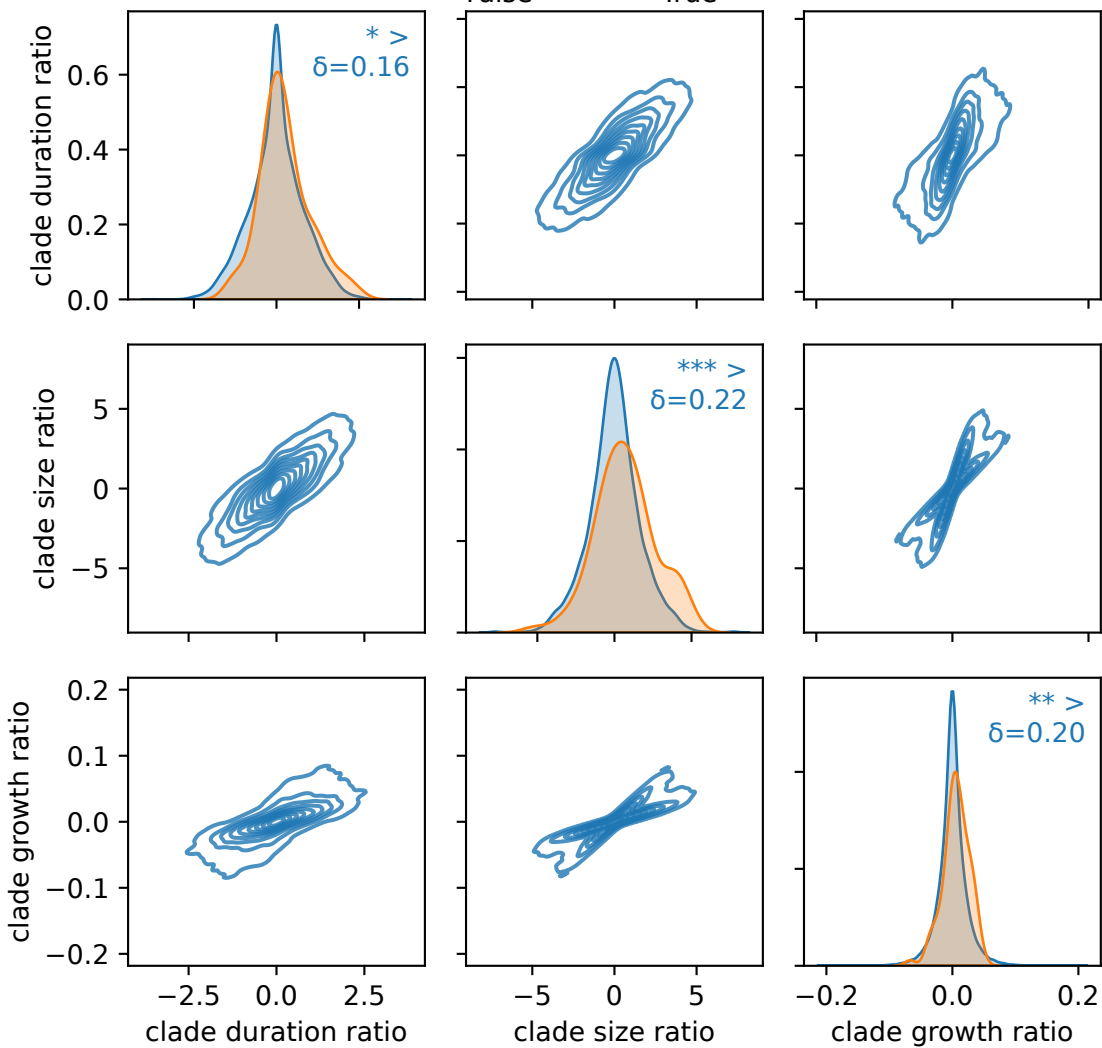 clade duration ratio
0.6
0.4
0.2
0.0
* >
δ=0.16
clade size ratio
5
0
−5
*** >
δ=0.22
clade growth ratio
0.2
0.1
0.0
−0.1
−0.2
** >
δ=0.20
−2.5 0.0 2.5
clade duration ratio
−5 0 5
clade size ratio
−0.2 0.0 0.2
clade growth ratio